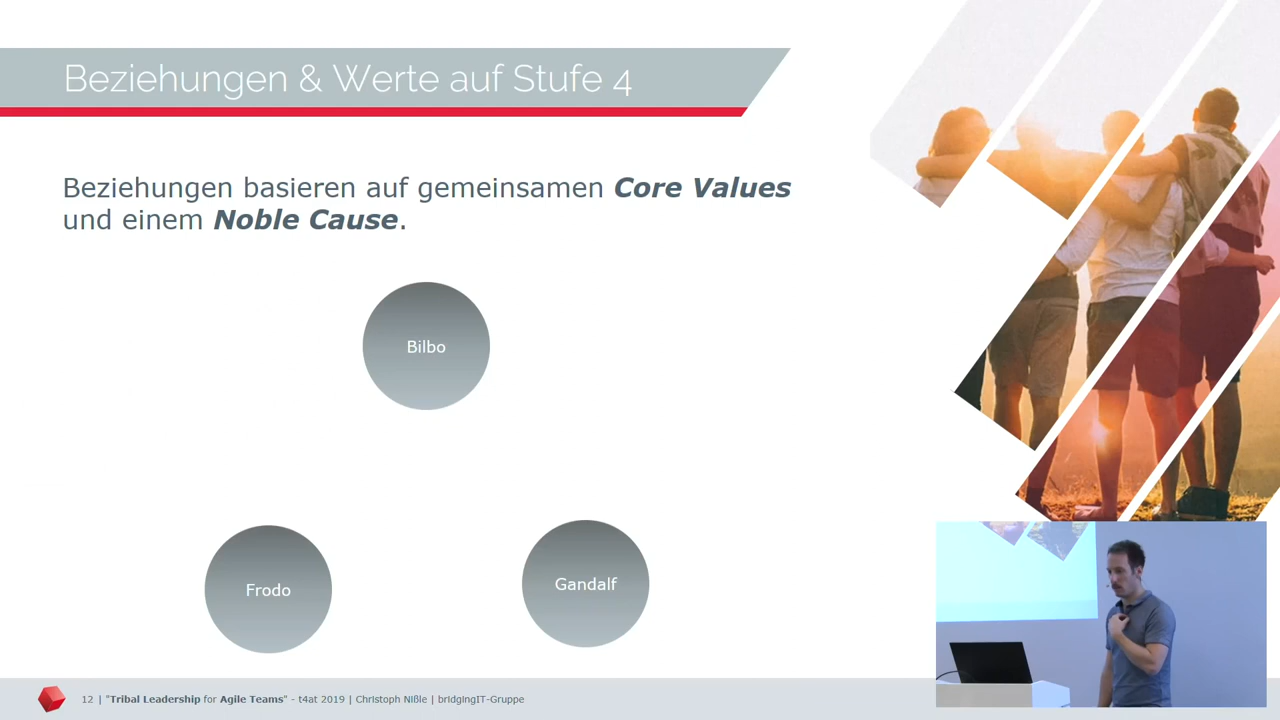 Beziehungen & Werte auf Stufe 4
Beziehungen basieren auf gemeinsamen Core Values
und einem Noble Cause.
Bilbo
Frodo
Gandalf
12 | "Tribal Leadership for Agile Teams" - t4at 2019 | Christoph Nißle | bridgingIT-Gruppe